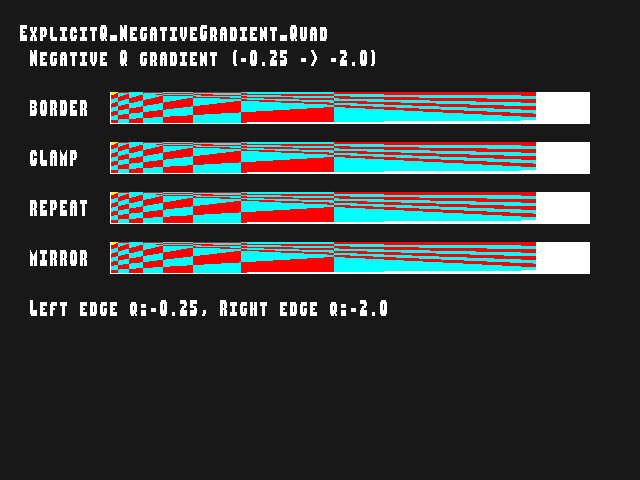 ExplicitQ_NegativeGradient_Quad
Negative Q gradient (-0.25 -> -2.0)
BORDER
CLAMP
REPEAT
MIRROR
Left edge q:-0.25, Right edge q:-2.0